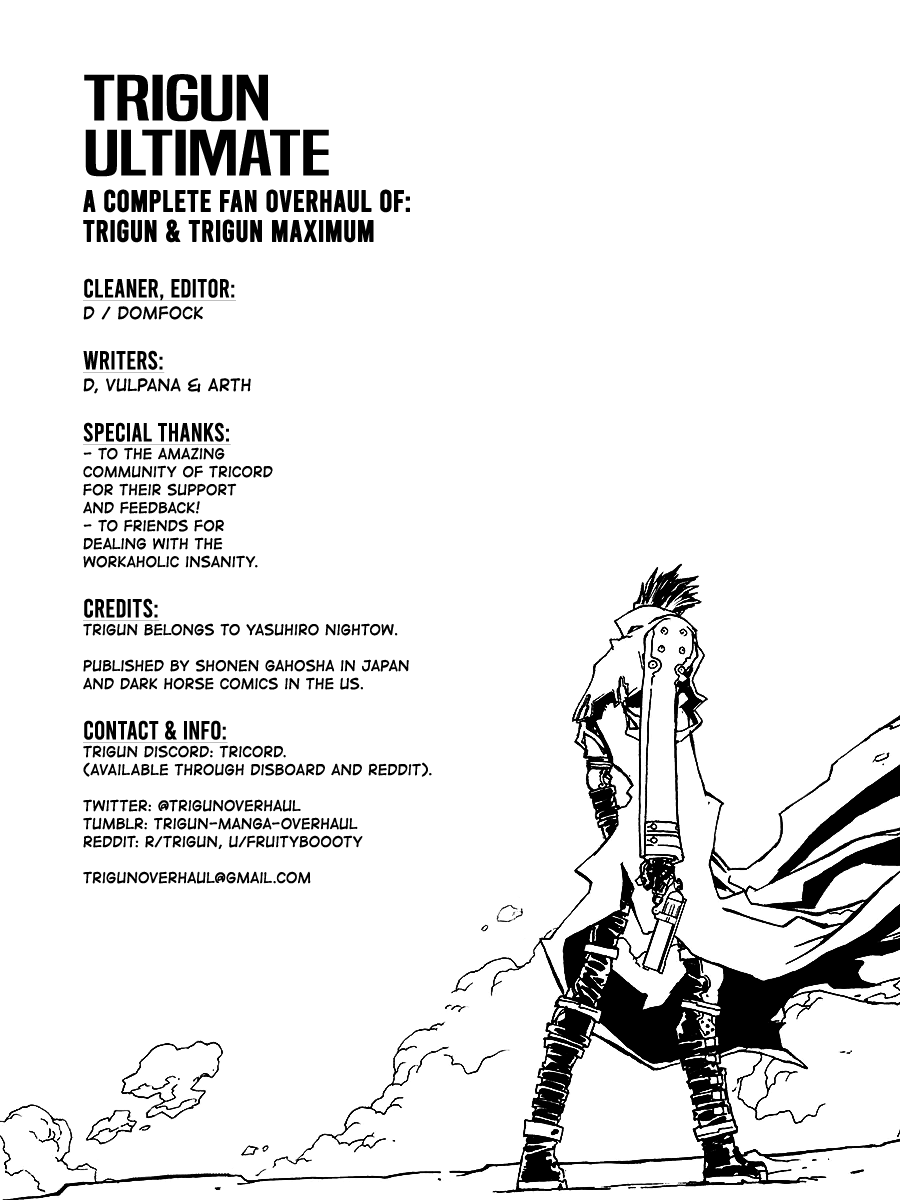 TRIGUN
ULTIMATE
A COMPLETE FAN OVERHAUL OF:
TRIGUN & TRIGUN MAXIMUM
CLEANER, EDITOR:
D / DOMFOCK
WRITERS:
D, VULPANA & ARTH
SPECIAL THANKS:
- TO THE AMAZING
COMMUNITY OF TRICORD
FOR THEIR SUPPORT
AND FEEDBACK!
- TO FRIENDS FOR
DEALING WITH THE
WORKAHOLIC INSANITY.
CREDITS:
TRIGUN BELONGS TO YASUHIRO NIGHTOW.
PUBLISHED BY SHONEN GAHOSHA IN JAPAN
AND DARK HORSE COMICS IN THE US.
CONTACT & INFO:
TRIGUN DISCORD: TRICORD.
(AVAILABLE THROUGH DISBOARD AND REDDIT).
TWITTER: @TRIGUNOVERHAUL
TUMBLR: TRIGUN-MANGA-OVERHAUL
REDDIT: R/TRIGUN, U/FRUITYBOOOTY
TRIGUNOVERHAUL@GMAIL.COM